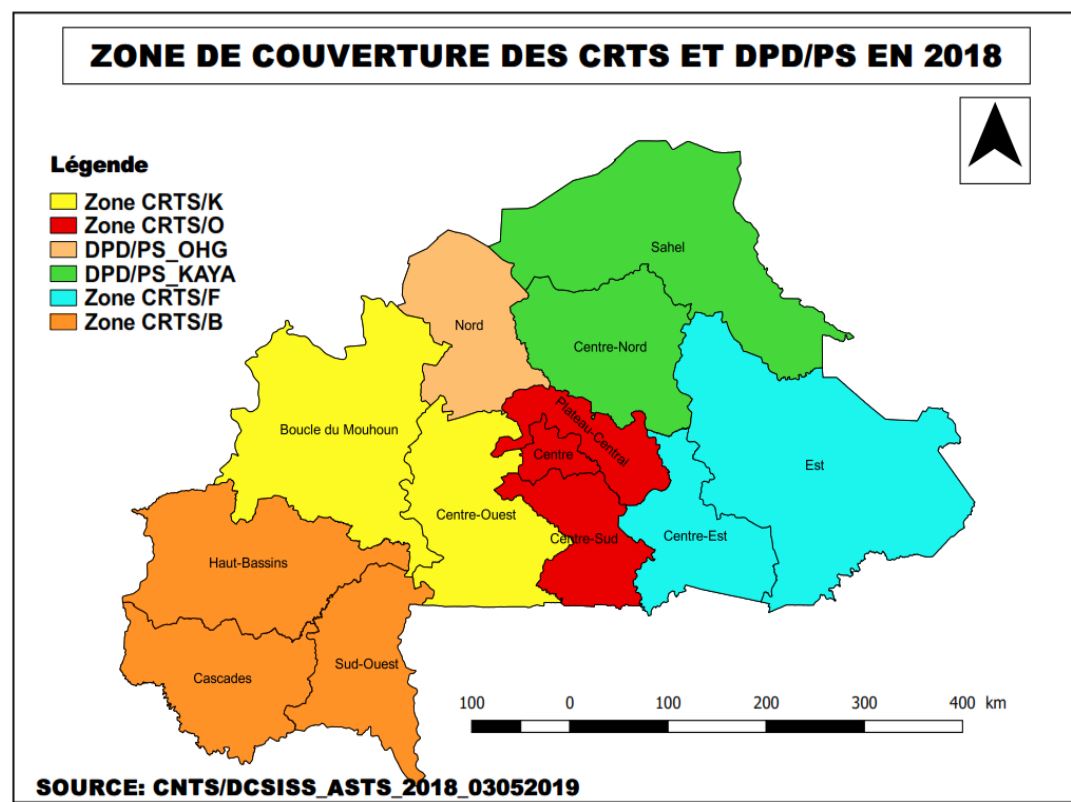 ZONE DE COUVERTURE DES CRTS ET DPD/PS EN 2018
Légende
Zone CRTS/K
Zone CRTS/O
DPD/PS_OHG
DPD/PS_KAYA
Zone CRTS/F
Zone CRTS/B
Sahel
Nord
Centre-Nord
Plateau-Central
Boucle du Mouhoun
Centre
Est
Centre-Ouest
Centre-Sud
Centre-Est
Haut-Bassins
Sud-Ouest
Cascades
100 0 100 200 300 400 km
SOURCE: CNTS/DCSISS_ASTS_2018_03052019